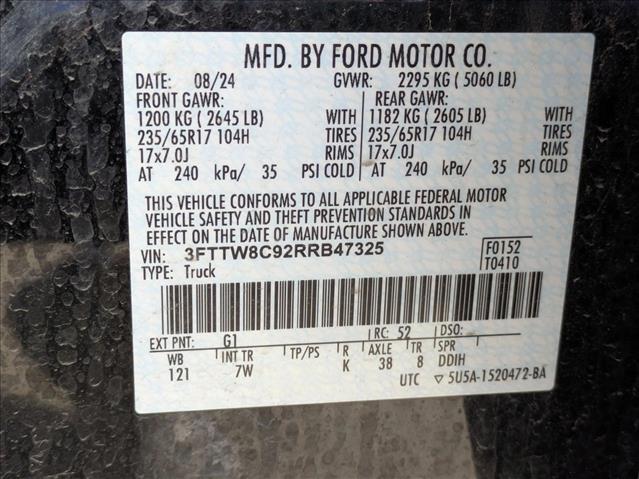 MFD. BY FORD MOTOR CO.
DATE: 08/24 GVWR: 2295 KG ( 5060 LB)
FRONT GAWR: REAR GAWR:
1200 KG ( 2645 LB) WITH 1182 KG ( 2605 LB) WITH
235/65R17 104H TIRES 235/65R17 104H TIRES
17x7.0J RIMS 17x7.0J RIMS
AT 240 kPa/ 35 PSI COLD AT 240 kPa/ 35 PSI COLD
THIS VEHICLE CONFORMS TO ALL APPLICABLE FEDERAL MOTOR
VEHICLE SAFETY AND THEFT PREVENTION STANDARDS IN
EFFECT ON THE DATE OF MANUFACTURE SHOWN ABOVE.
VIN: 3FTTW8C92RRB47325 F0152
TYPE: Truck T0410
EXT PNT: G1 RC: 52 DSO:
WB INT TR TP/PS R AXLE TR SPR
121 7W K 38 8 DDIH
UTC ▽ 5U5A-1520472-BA